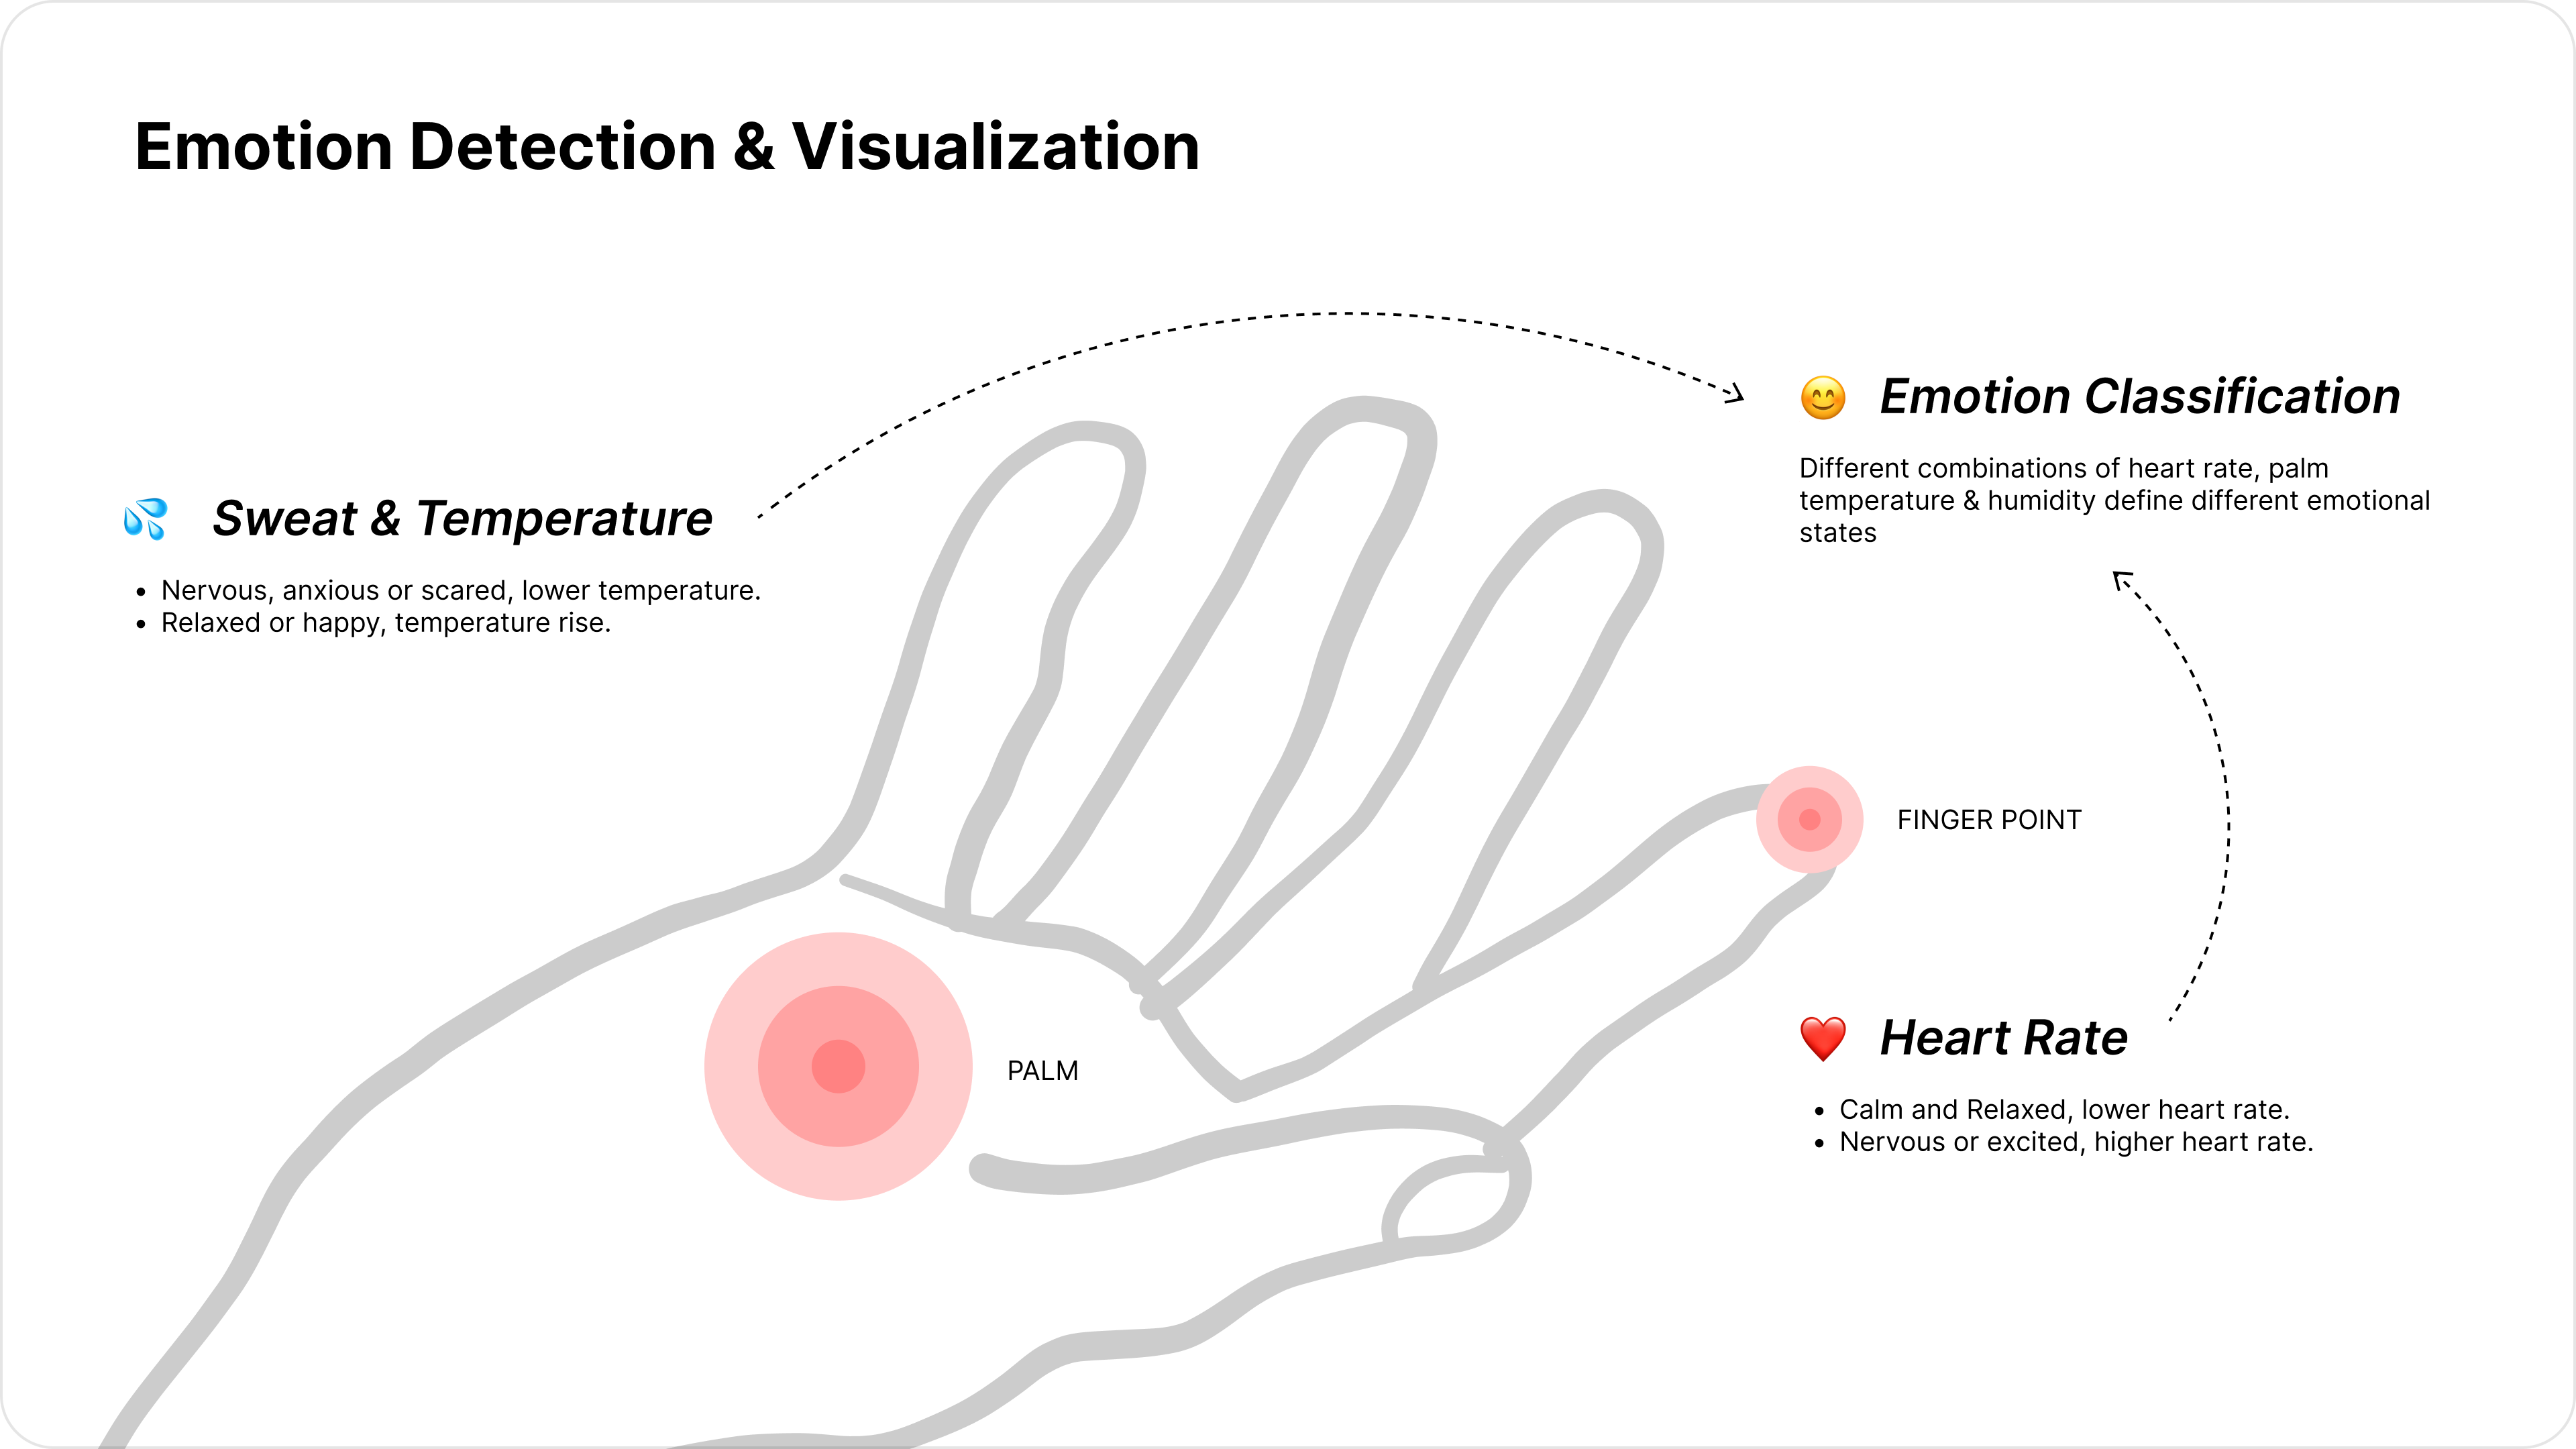 Emotion Detection & Visualization
💦 Sweat & Temperature
• Nervous, anxious or scared, lower temperature.
• Relaxed or happy, temperature rise.
😊 Emotion Classification
Different combinations of heart rate, palm
temperature & humidity define different emotional
states
FINGER POINT
PALM
❤️ Heart Rate
• Calm and Relaxed, lower heart rate.
• Nervous or excited, higher heart rate.